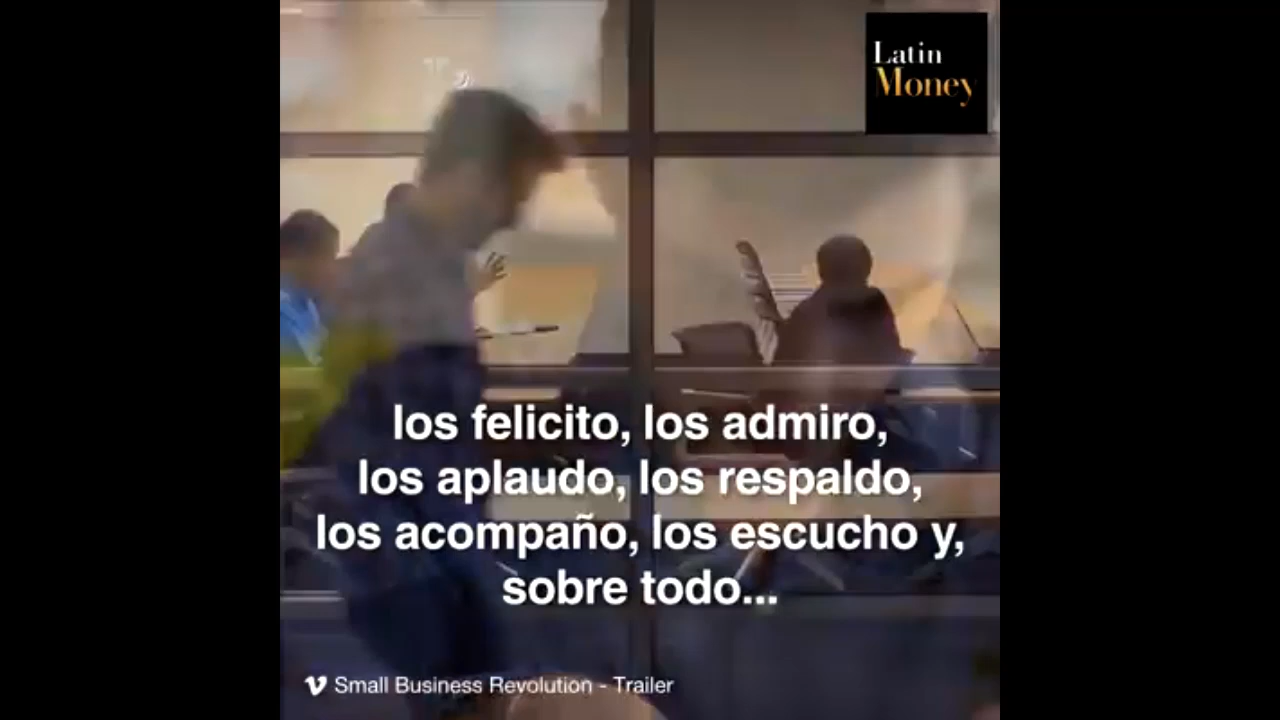 Latin
Money
los felicito, los admiro,
los aplaudo, los respaldo,
los acompaño, los escucho y,
sobre todo...
Small Business Revolution - Trailer